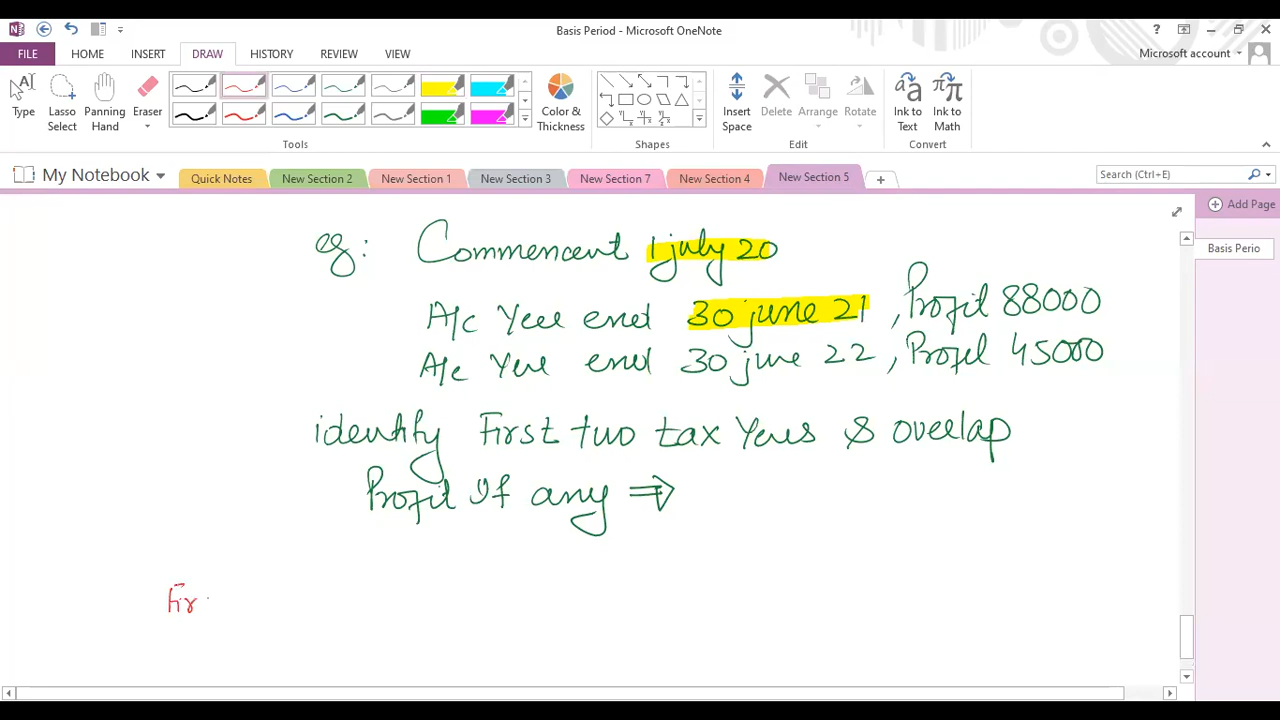 Basis Period - Microsoft OneNote
FILE HOME INSERT DRAW HISTORY REVIEW VIEW Microsoft account
Type Lasso Select Panning Hand Eraser Color & Thickness Insert Space Delete Arrange Rotate Ink to Text Ink to Math
Tools Shapes Edit Convert
My Notebook Quick Notes New Section 2 New Section 1 New Section 3 New Section 7 New Section 4 New Section 5 Search (Ctrl+E)
Add Page
Basis Perio
eg: Commencent 1 july 20
A/c Yeer end 30 june 21, Profit 88000
A/c Yere end 30 june 22, Profit 45000
identify First two tax Years & overlap
Profit If any ⇒
Fir